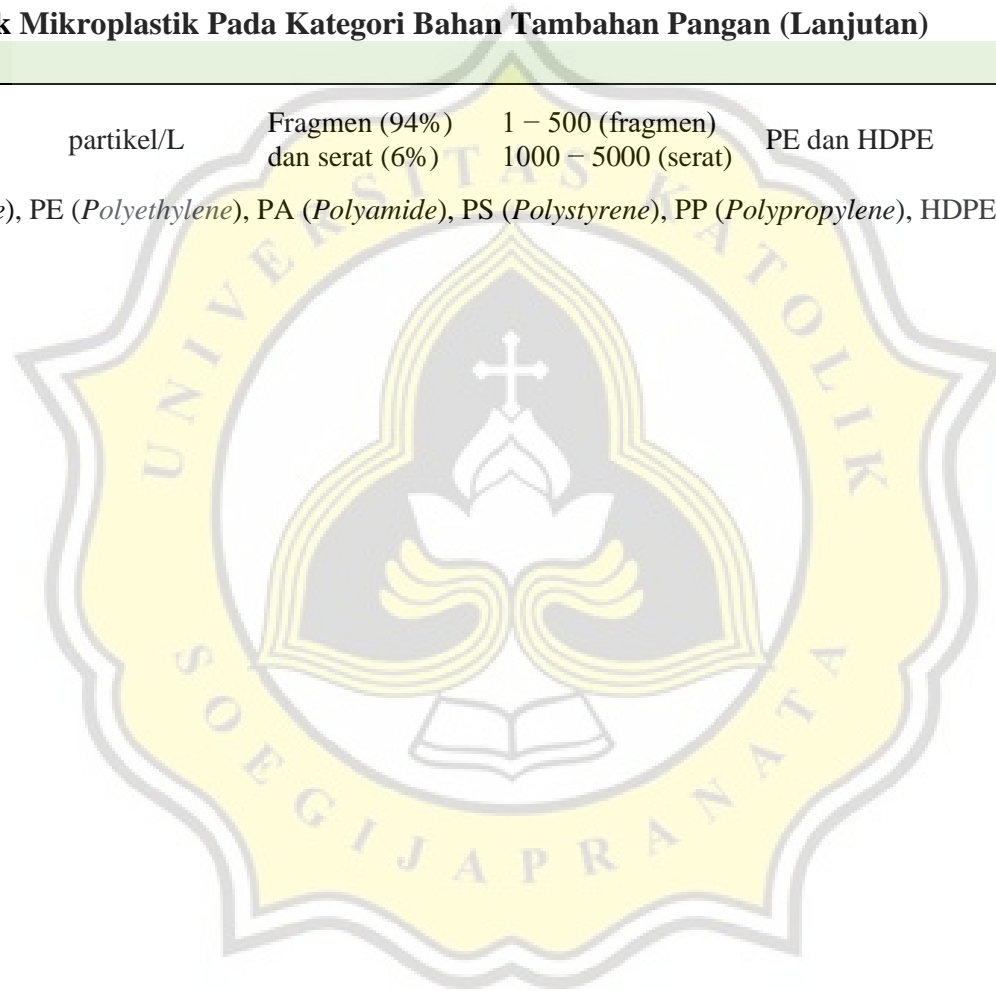 k Mikroplastik Pada Kategori Bahan Tambahan Pangan (Lanjutan)
partikel/L Fragmen (94%) dan serat (6%) 1 − 500 (fragmen) 1000 − 5000 (serat) PE dan HDPE
e), PE (Polyethylene), PA (Polyamide), PS (Polystyrene), PP (Polypropylene), HDPE
UNIVERSITAS KATOLIK
SOEGIJAPRANATA